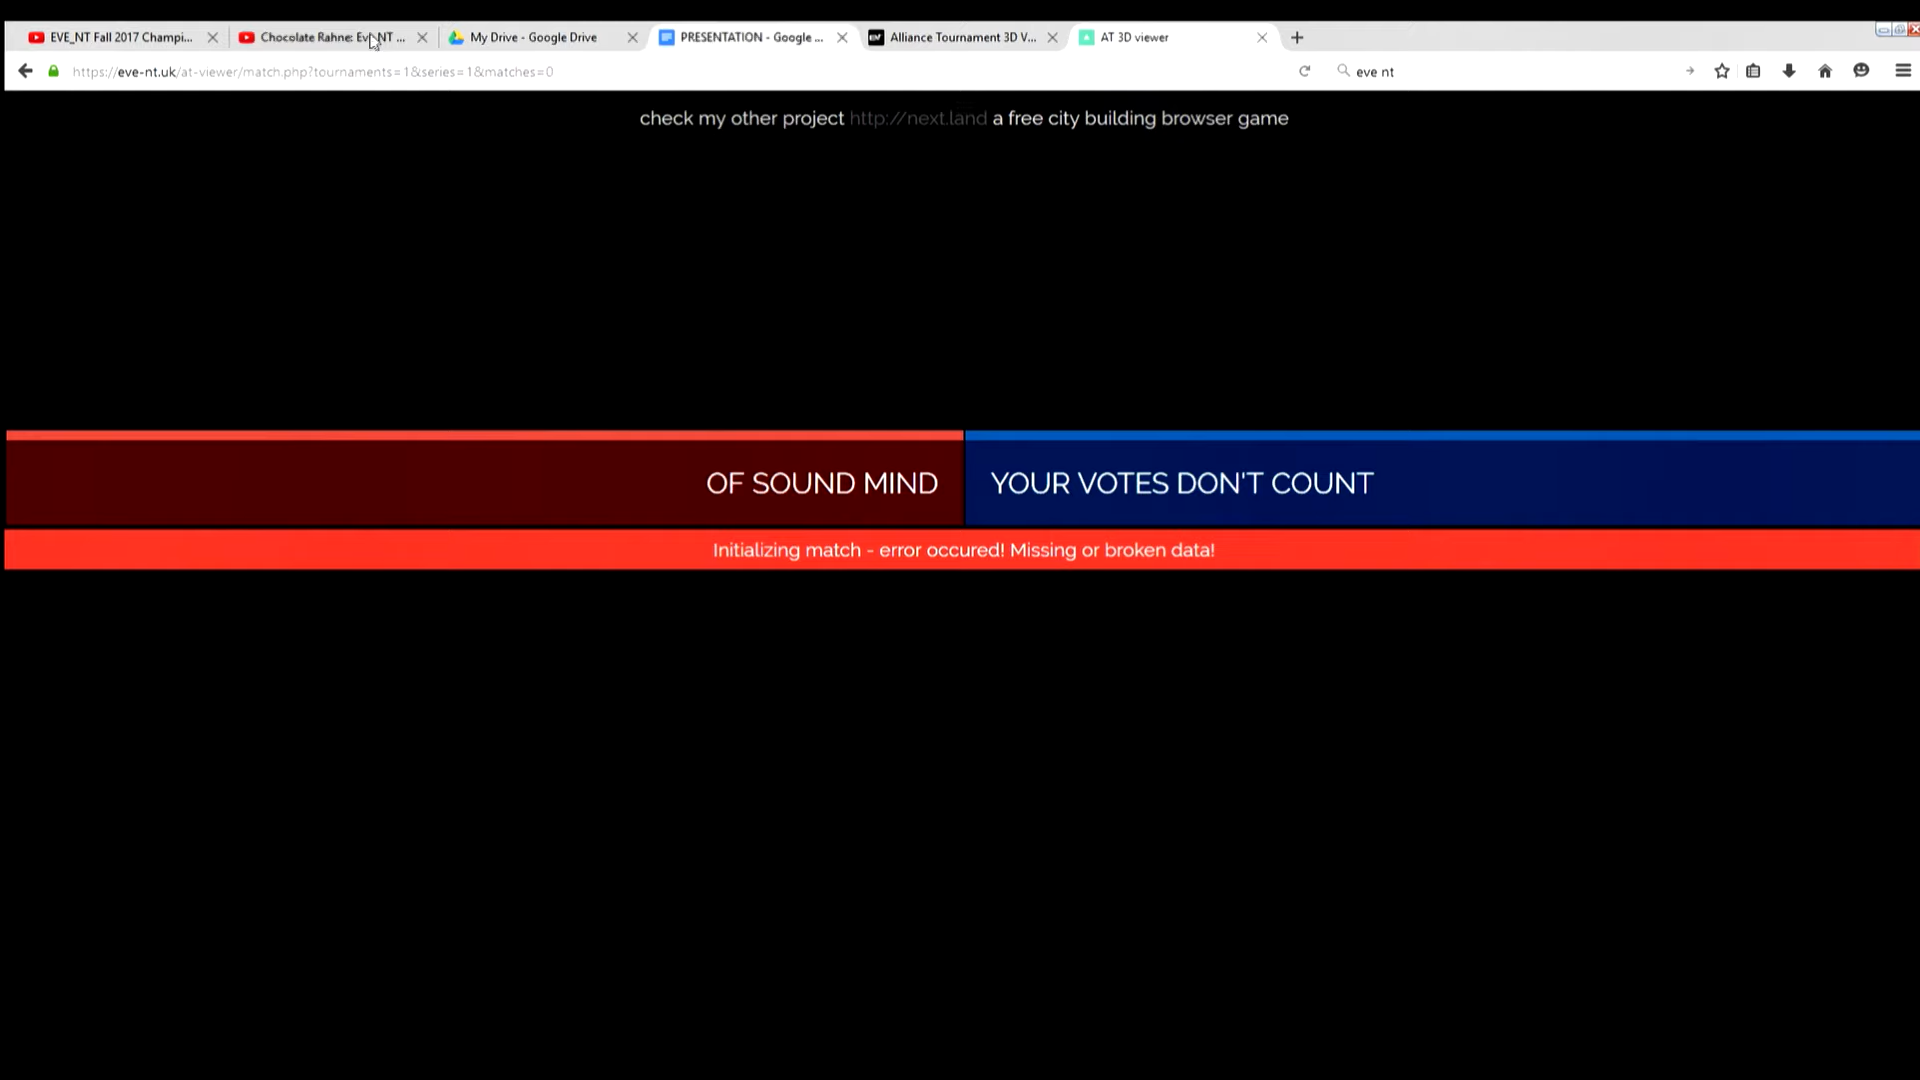 EVE_NT Fall 2017 Champi...
Chocolate Rahne: Eve_NT ...
My Drive - Google Drive
PRESENTATION - Google ...
Alliance Tournament 3D V...
AT 3D viewer
https://eve-nt.uk/at-viewer/match.php?tournaments=1&series=1&matches=0
eve nt
check my other project http://next.land a free city building browser game
OF SOUND MIND
YOUR VOTES DON'T COUNT
Initializing match - error occured! Missing or broken data!